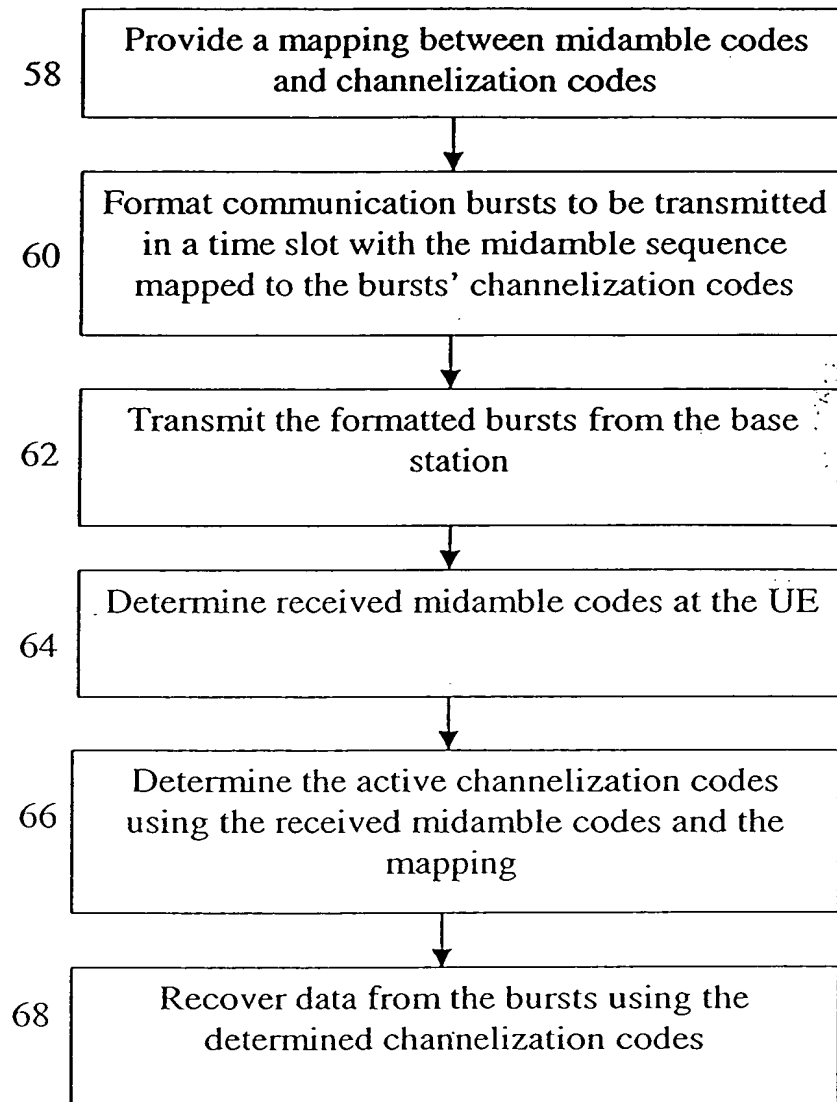 Provide a mapping between midamble codes
58
and channelization codes
Format communication bursts to be transmitted
60
in a time slot with the midamble sequence
mapped to the bursts' channelization codes
Transmit the formatted bursts from the base
62
station
Determine received midamble codes at the UE
64
Determine the active channelization codes
66
using the received midamble codes and the
mapping
Recover data from the bursts using the
68
determined channelization codes